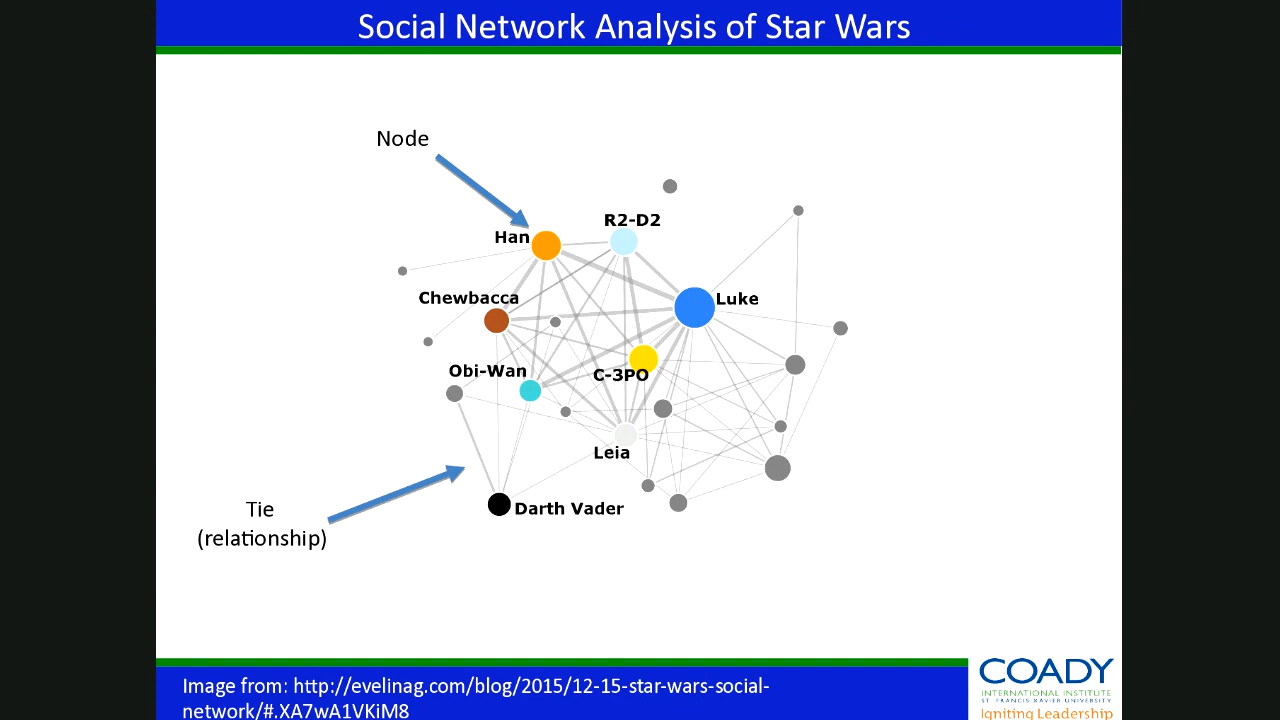 Social Network Analysis of Star Wars
Node
R2-D2
Han
Chewbacca
Luke
Obi-Wan
C-3PO
Leia
Tie
(relationship)
Darth Vader
Image from: http://evelinag.com/blog/2015/12-15-star-wars-social-
network/#.XA7wA1VKiM8
COADY
INTERNATIONAL INSTITUTE
ST. FRANCIS XAVIER UNIVERSITY
Igniting Leadership